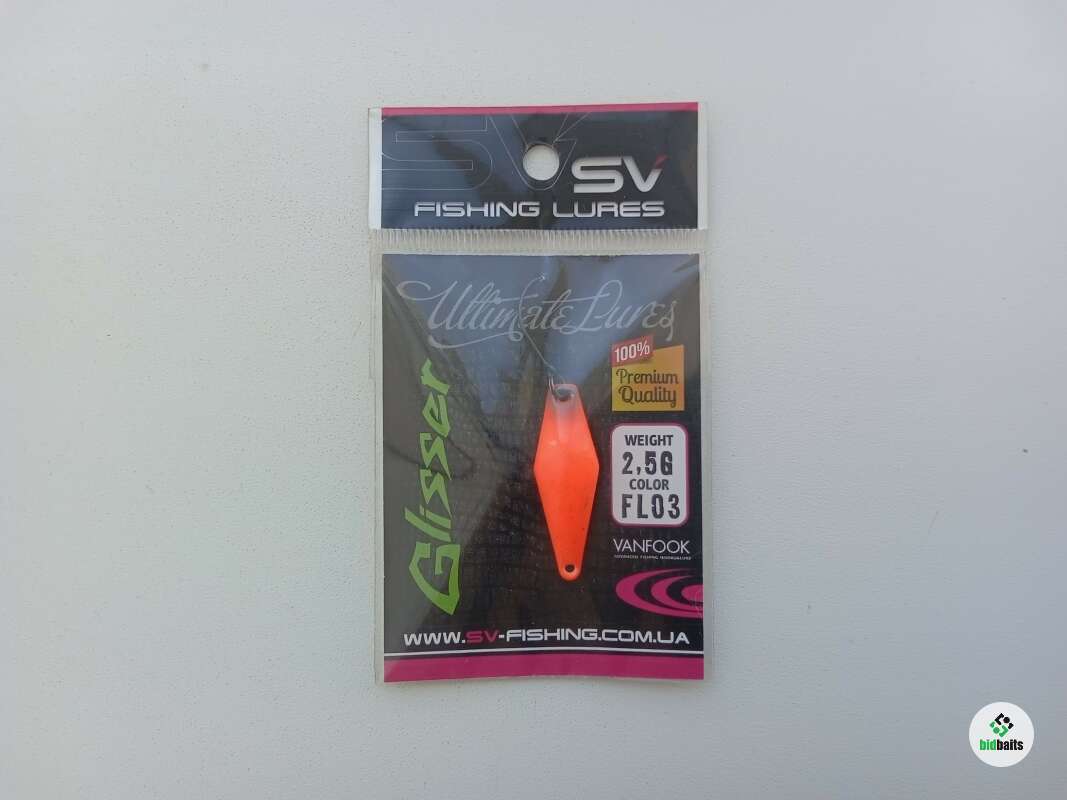 SV
SV
FISHING LURES
Ultimate Lures
100%
Premium
Quality
Glisser
WEIGHT
2,5G
COLOR
FL03
VANFOOK
WWW.SV-FISHING.COM.UA
bidbaits